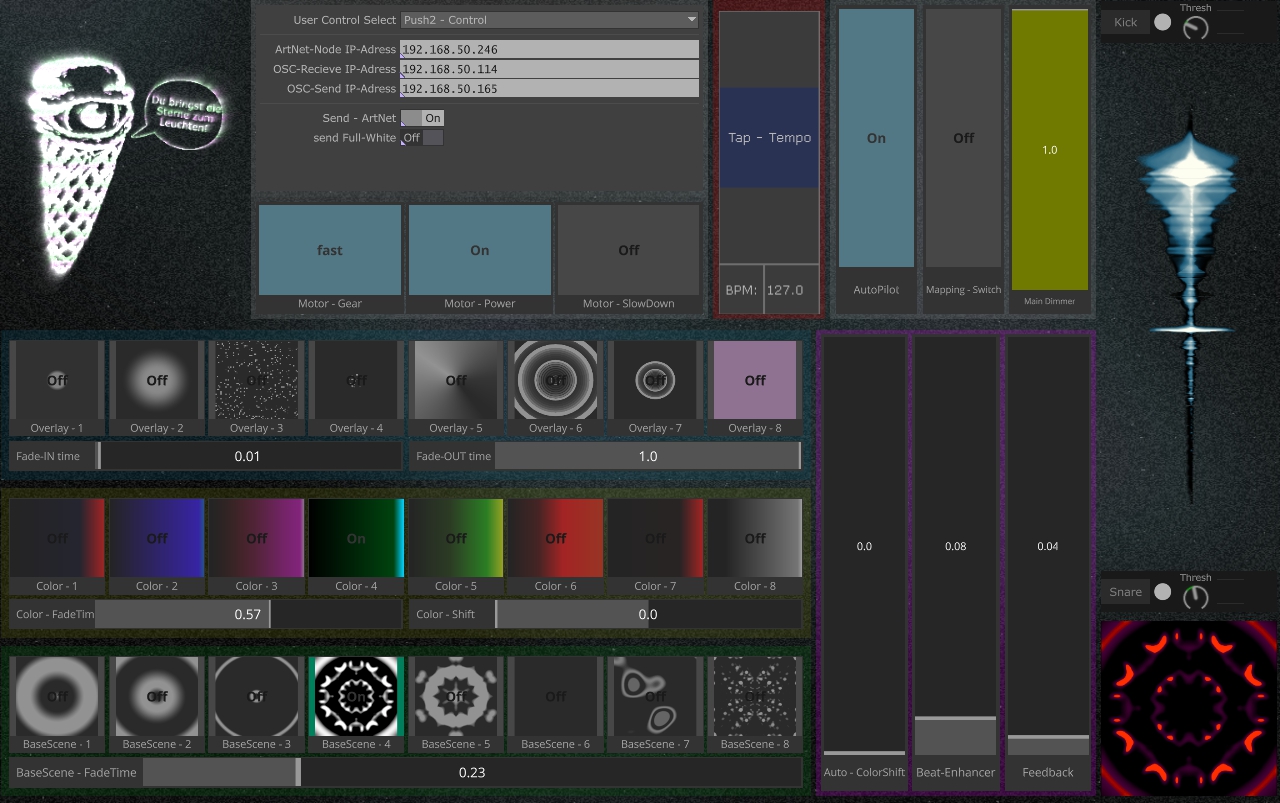 Du bringst die
Sterne zum
Leuchten!
User Control Select Push2 - Control
ArtNet-Node IP-Adress 192.168.50.246
OSC-Recieve IP-Adress 192.168.50.114
OSC-Send IP-Adress 192.168.50.165
Send - ArtNet On
send Full-White Off
fast On Off
Motor - Gear Motor - Power Motor - SlowDown
Tap - Tempo
BPM: 127.0
On Off 1.0
AutoPilot Mapping - Switch Main Dimmer
Thresh
Kick
Off Off Off Off Off Off Off Off
Overlay - 1 Overlay - 2 Overlay - 3 Overlay - 4 Overlay - 5 Overlay - 6 Overlay - 7 Overlay - 8
Fade-IN time 0.01 Fade-OUT time 1.0
Off Off Off On Off Off Off Off
Color - 1 Color - 2 Color - 3 Color - 4 Color - 5 Color - 6 Color - 7 Color - 8
Color - FadeTim 0.57 Color - Shift 0.0
Off Off Off On Off Off Off Off
BaseScene - 1 BaseScene - 2 BaseScene - 3 BaseScene - 4 BaseScene - 5 BaseScene - 6 BaseScene - 7 BaseScene - 8
BaseScene - FadeTime 0.23
0.0 0.08 0.04
Auto - ColorShift Beat-Enhancer Feedback
Thresh
Snare